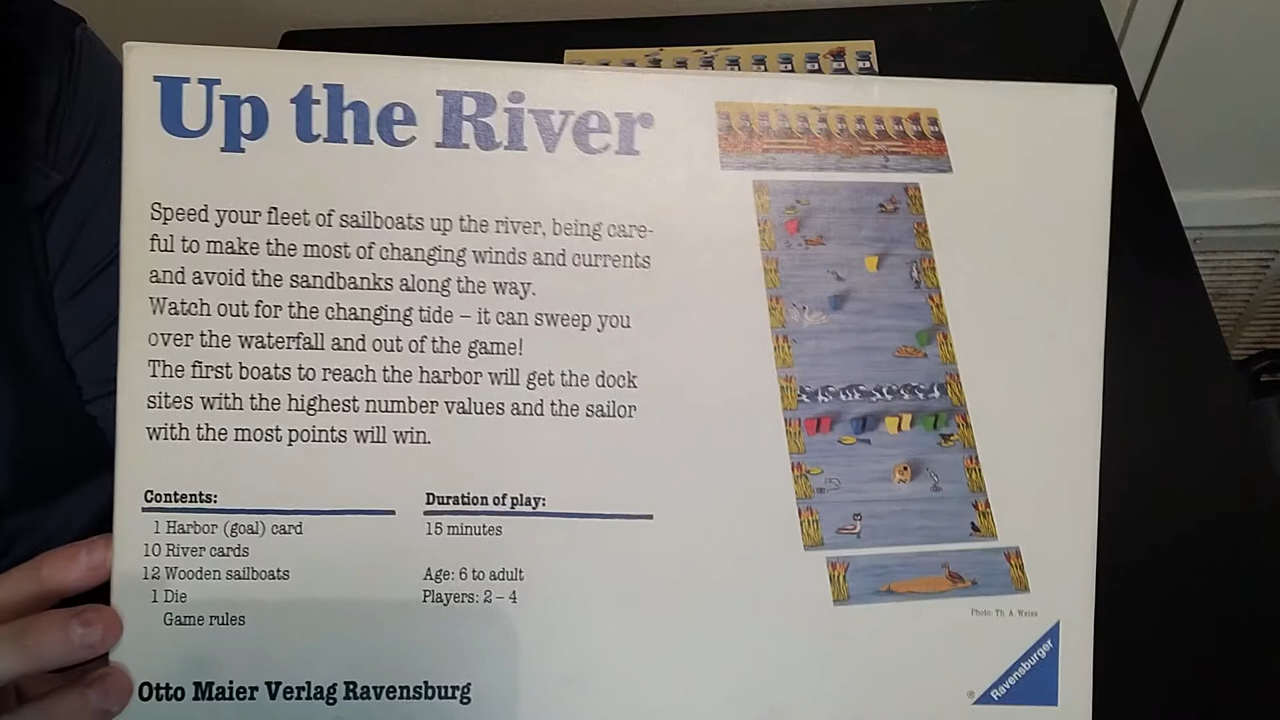 Up the River
Speed your fleet of sailboats up the river, being care-
ful to make the most of changing winds and currents
and avoid the sandbanks along the way.
Watch out for the changing tide – it can sweep you
over the waterfall and out of the game!
The first boats to reach the harbor will get the dock
sites with the highest number values and the sailor
with the most points will win.
Contents:
1 Harbor (goal) card
10 River cards
12 Wooden sailboats
1 Die
Game rules
Duration of play:
15 minutes
Age: 6 to adult
Players: 2 – 4
Photo: Th. A. Weiss
Otto Maier Verlag Ravensburg
® Ravensburger